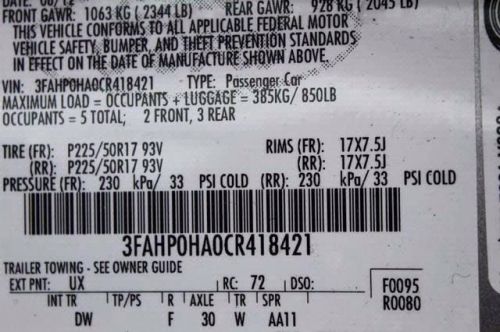 FRONT GAWR: 1063 KG ( 2344 LB) REAR GAWR: 928 KG ( 2045 LB)
THIS VEHICLE CONFORMS TO ALL APPLICABLE FEDERAL MOTOR
VEHICLE SAFETY, BUMPER, AND THEFT PREVENTION STANDARDS
IN EFFECT ON THE DATE OF MANUFACTURE SHOWN ABOVE.
VIN: 3FAHP0HA0CR418421 TYPE: Passenger Car
MAXIMUM LOAD = OCCUPANTS + LUGGAGE = 385KG/ 850LB
OCCUPANTS = 5 TOTAL; 2 FRONT, 3 REAR
TIRE (FR): P225/50R17 93V RIMS (FR): 17X7.5J
(RR): P225/50R17 93V (RR): 17X7.5J
PRESSURE (FR): 230 kPa/ 33 PSI COLD (RR): 230 kPa/ 33 PSI COLD
3FAHP0HA0CR418421
TRAILER TOWING - SEE OWNER GUIDE
EXT PNT: UX RC: 72 DSO: F0095
R0080
INT TR TP/PS R AXLE TR SPR
DW F 30 W AA11